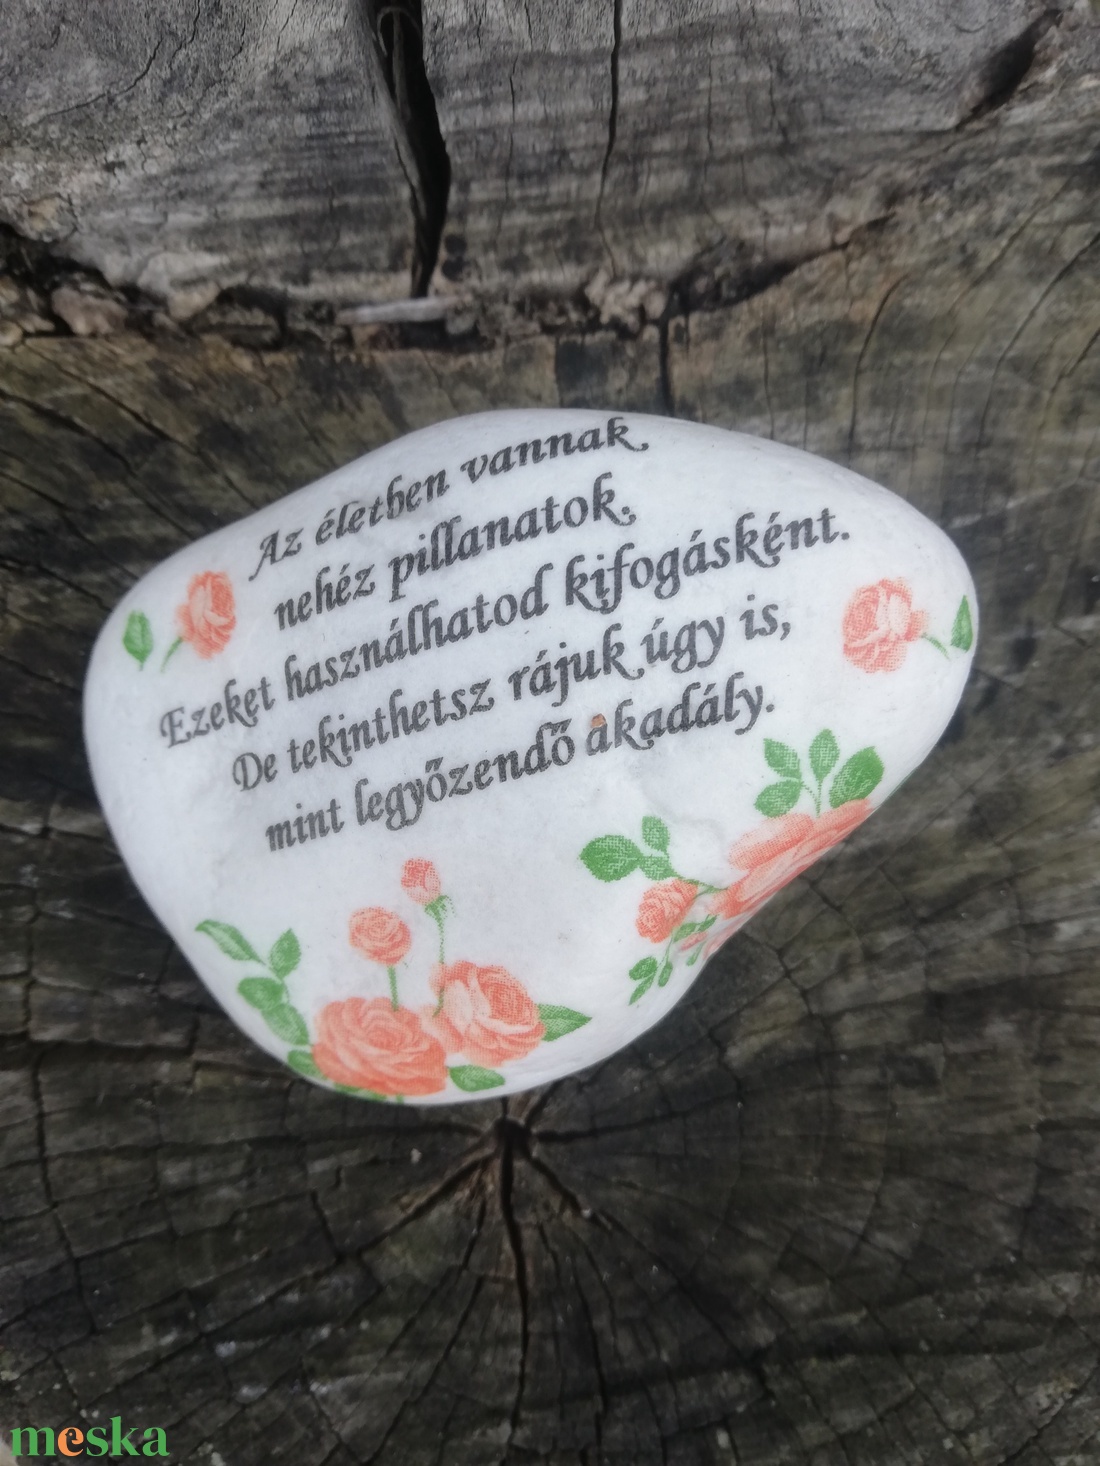 Az életben vannak
nehéz pillanatok.
Ezeket használhatod kifogásként.
De tekinthetsz rájuk úgy is,
mint legyőzendő akadály.
meska